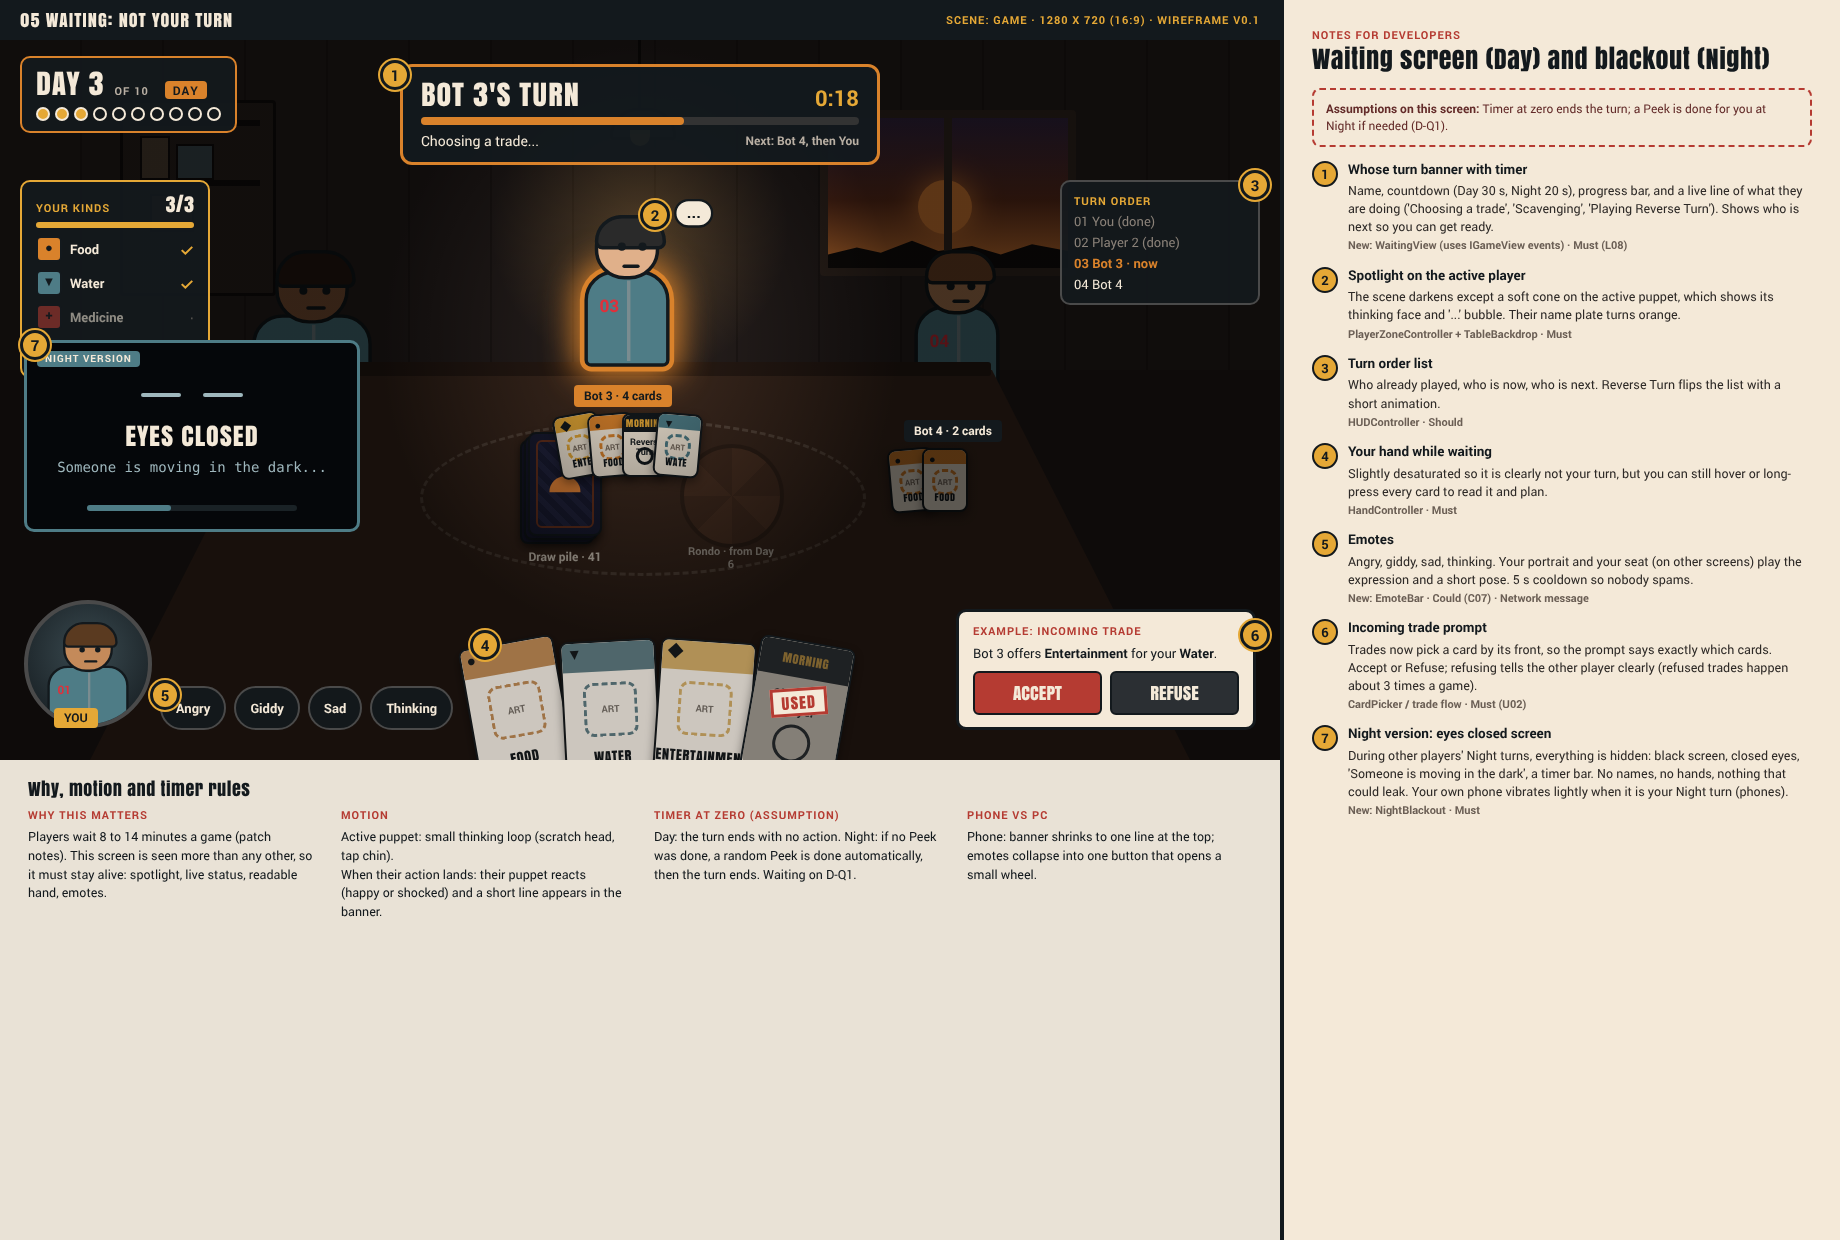 05 WAITING: NOT YOUR TURN
SCENE: GAME · 1280 X 720 (16:9) · WIREFRAME V0.1
DAY 3 OF 10 DAY
1
BOT 3'S TURN 0:18
Choosing a trade... Next: Bot 4, then You
YOUR KINDS 3/3
Food
Water
Medicine
2
...
3
TURN ORDER
01 You (done)
02 Player 2 (done)
03 Bot 3 · now
04 Bot 4
03
04
7
NIGHT VERSION
EYES CLOSED
Someone is moving in the dark...
Bot 3 · 4 cards
ART
ENTE
ART
FOOD
MORNIN
Revers
ART
WATE
Bot 4 · 2 cards
ART
FOOD
ART
FOOD
Draw pile · 41
Rondo · from Day
6
01
YOU
5
Angry
Giddy
Sad
Thinking
4
ART
FOOD
ART
WATER
ART
ENTERTAINMEN
MORNING
USED
6
EXAMPLE: INCOMING TRADE
Bot 3 offers Entertainment for your Water.
ACCEPT
REFUSE
Why, motion and timer rules
WHY THIS MATTERS
Players wait 8 to 14 minutes a game (patch
notes). This screen is seen more than any other, so
it must stay alive: spotlight, live status, readable
hand, emotes.
MOTION
Active puppet: small thinking loop (scratch head,
tap chin).
When their action lands: their puppet reacts
(happy or shocked) and a short line appears in the
banner.
TIMER AT ZERO (ASSUMPTION)
Day: the turn ends with no action. Night: if no Peek
was done, a random Peek is done automatically,
then the turn ends. Waiting on D-Q1.
PHONE VS PC
Phone: banner shrinks to one line at the top;
emotes collapse into one button that opens a
small wheel.
NOTES FOR DEVELOPERS
Waiting screen (Day) and blackout (Night)
Assumptions on this screen: Timer at zero ends the turn; a Peek is done for you at
Night if needed (D-Q1).
1
Whose turn banner with timer
Name, countdown (Day 30 s, Night 20 s), progress bar, and a live line of what they
are doing ('Choosing a trade', 'Scavenging', 'Playing Reverse Turn'). Shows who is
next so you can get ready.
New: WaitingView (uses IGameView events) · Must (L08)
2
Spotlight on the active player
The scene darkens except a soft cone on the active puppet, which shows its
thinking face and '...' bubble. Their name plate turns orange.
PlayerZoneController + TableBackdrop · Must
3
Turn order list
Who already played, who is now, who is next. Reverse Turn flips the list with a
short animation.
HUDController · Should
4
Your hand while waiting
Slightly desaturated so it is clearly not your turn, but you can still hover or long-
press every card to read it and plan.
HandController · Must
5
Emotes
Angry, giddy, sad, thinking. Your portrait and your seat (on other screens) play the
expression and a short pose. 5 s cooldown so nobody spams.
New: EmoteBar · Could (C07) · Network message
6
Incoming trade prompt
Trades now pick a card by its front, so the prompt says exactly which cards.
Accept or Refuse; refusing tells the other player clearly (refused trades happen
about 3 times a game).
CardPicker / trade flow · Must (U02)
7
Night version: eyes closed screen
During other players' Night turns, everything is hidden: black screen, closed eyes,
'Someone is moving in the dark', a timer bar. No names, no hands, nothing that
could leak. Your own phone vibrates lightly when it is your Night turn (phones).
New: NightBlackout · Must